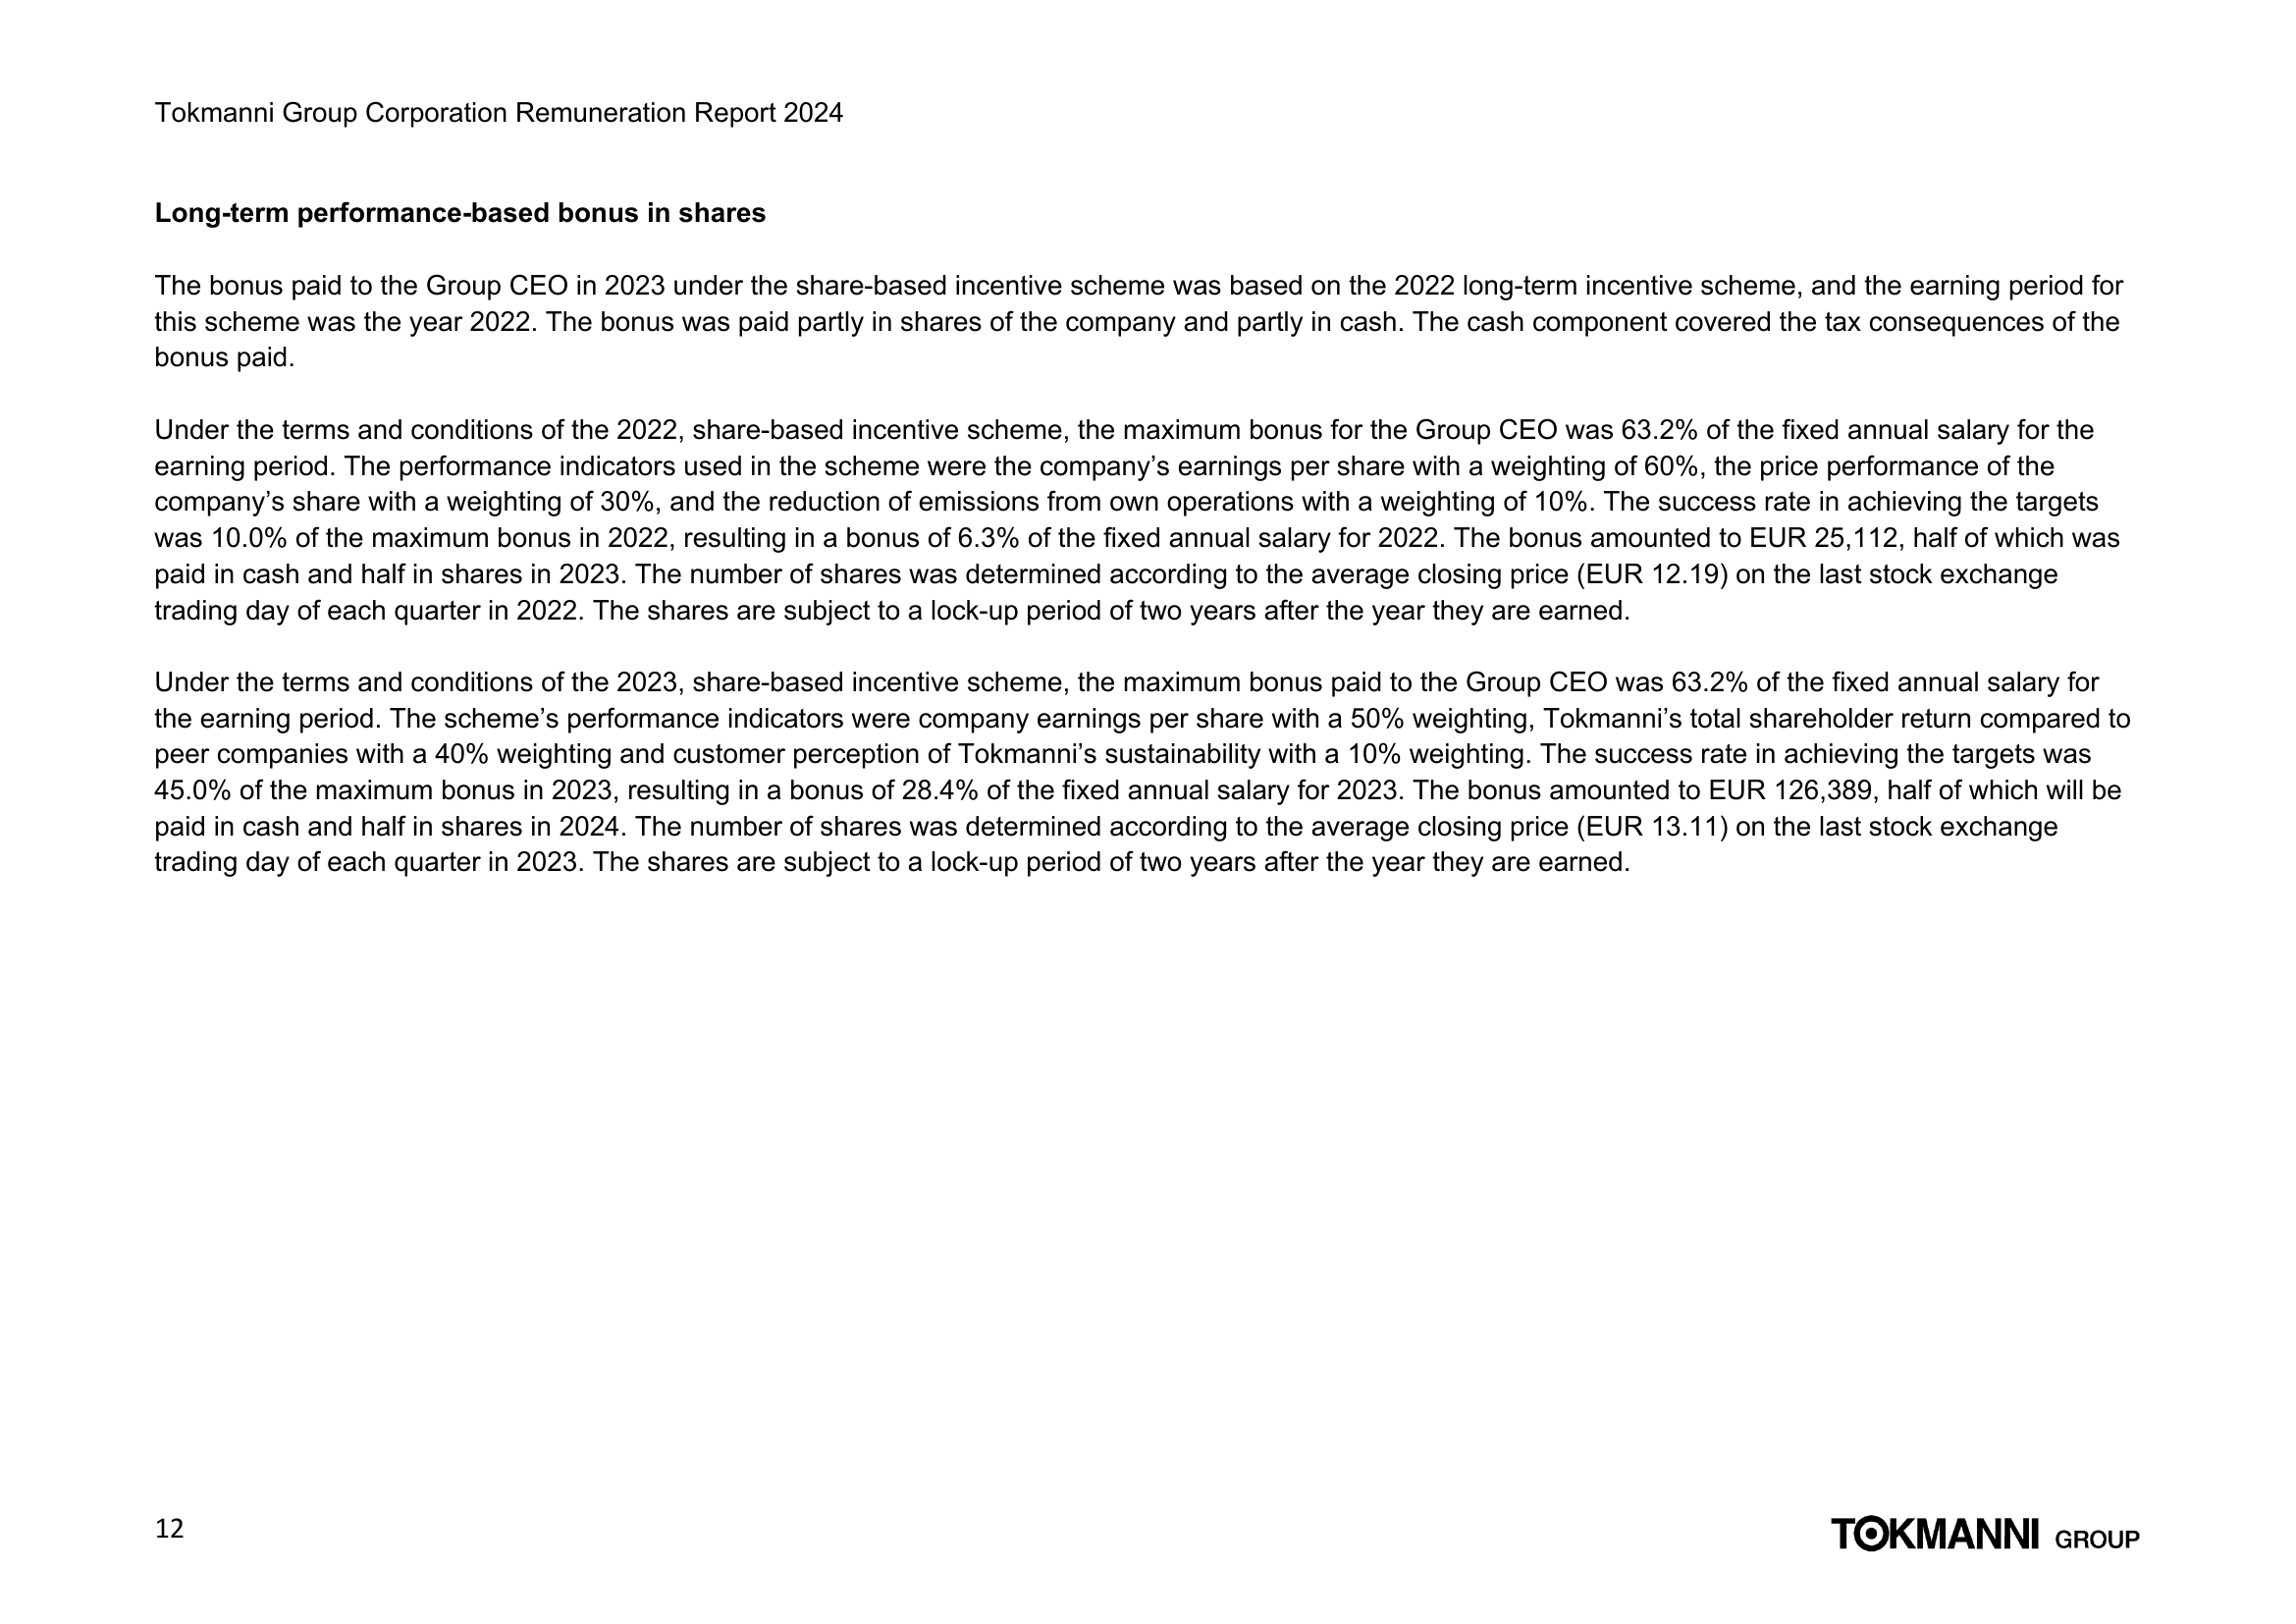 Tokmanni Group Corporation Remuneration Report 2024
Long-term performance-based bonus in shares
The bonus paid to the Group CEO in 2023 under the share-based incentive scheme was based on the 2022 long-term incentive scheme, and the earning period for
this scheme was the year 2022. The bonus was paid partly in shares of the company and partly in cash. The cash component covered the tax consequences of the
bonus paid.
Under the terms and conditions of the 2022, share-based incentive scheme, the maximum bonus for the Group CEO was 63.2% of the fixed annual salary for the
earning period. The performance indicators used in the scheme were the company’s earnings per share with a weighting of 60%, the price performance of the
company’s share with a weighting of 30%, and the reduction of emissions from own operations with a weighting of 10%. The success rate in achieving the targets
was 10.0% of the maximum bonus in 2022, resulting in a bonus of 6.3% of the fixed annual salary for 2022. The bonus amounted to EUR 25,112, half of which was
paid in cash and half in shares in 2023. The number of shares was determined according to the average closing price (EUR 12.19) on the last stock exchange
trading day of each quarter in 2022. The shares are subject to a lock-up period of two years after the year they are earned.
Under the terms and conditions of the 2023, share-based incentive scheme, the maximum bonus paid to the Group CEO was 63.2% of the fixed annual salary for
the earning period. The scheme’s performance indicators were company earnings per share with a 50% weighting, Tokmanni’s total shareholder return compared to
peer companies with a 40% weighting and customer perception of Tokmanni’s sustainability with a 10% weighting. The success rate in achieving the targets was
45.0% of the maximum bonus in 2023, resulting in a bonus of 28.4% of the fixed annual salary for 2023. The bonus amounted to EUR 126,389, half of which will be
paid in cash and half in shares in 2024. The number of shares was determined according to the average closing price (EUR 13.11) on the last stock exchange
trading day of each quarter in 2023. The shares are subject to a lock-up period of two years after the year they are earned.
12
TOKMANNI GROUP